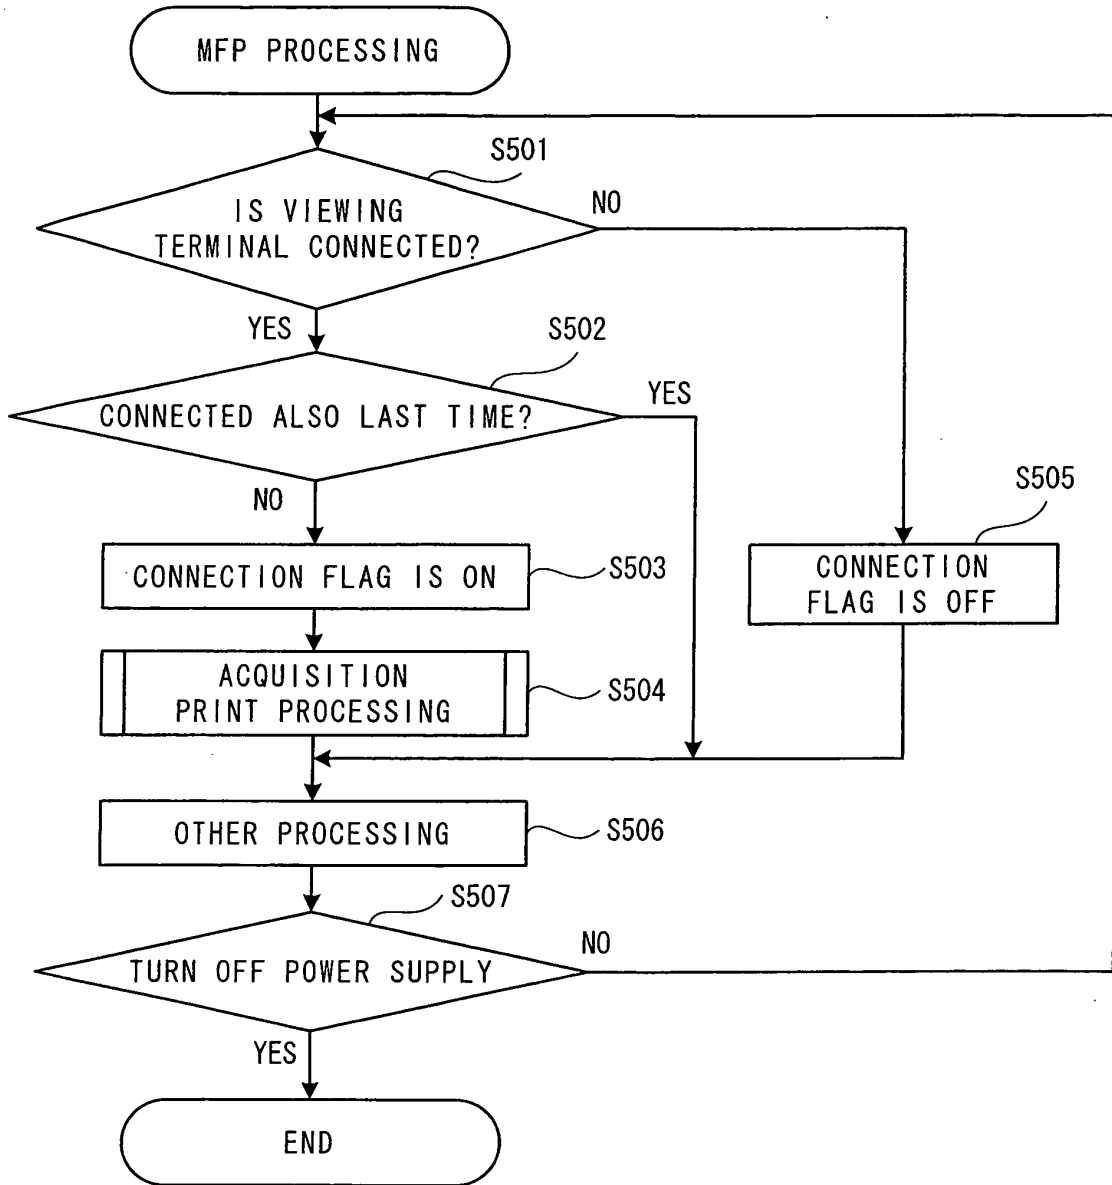 MFP PROCESSING
S501
IS VIEWING
TERMINAL CONNECTED?
NO
YES
S502
CONNECTED ALSO LAST TIME?
YES
NO
S505
CONNECTION FLAG IS ON
S503
CONNECTION
FLAG IS OFF
ACQUISITION
PRINT PROCESSING
S504
OTHER PROCESSING
S506
S507
TURN OFF POWER SUPPLY
NO
YES
END